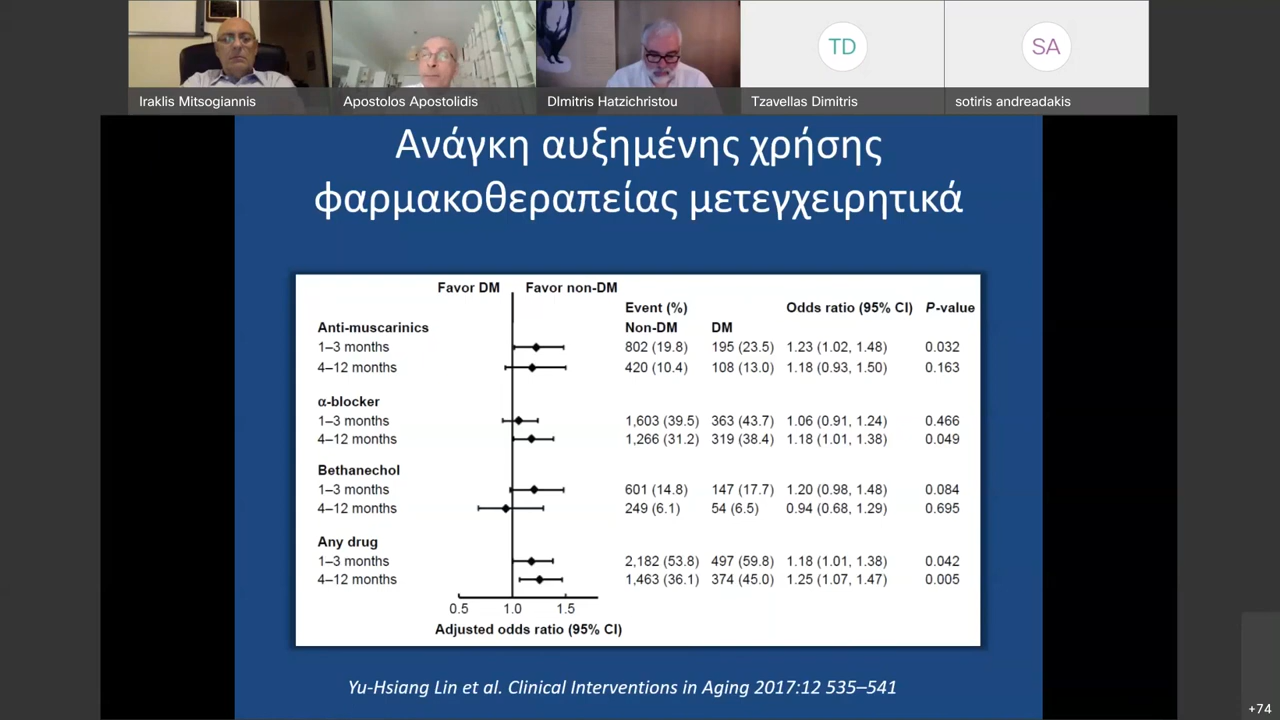 TD
SA
Iraklis Mitsogiannis
Apostolos Apostolidis
DImitris Hatzichristou
Tzavellas Dimitris
sotiris andreadakis
Ανάγκη αυξημένης χρήσης
φαρμακοθεραπείας μετεγχειρητικά
Favor DM Favor non-DM
Event (%) Odds ratio (95% CI) P-value
Anti-muscarinics Non-DM DM
1–3 months 802 (19.8) 195 (23.5) 1.23 (1.02, 1.48) 0.032
4–12 months 420 (10.4) 108 (13.0) 1.18 (0.93, 1.50) 0.163
α-blocker
1–3 months 1,603 (39.5) 363 (43.7) 1.06 (0.91, 1.24) 0.466
4–12 months 1,266 (31.2) 319 (38.4) 1.18 (1.01, 1.38) 0.049
Bethanechol
1–3 months 601 (14.8) 147 (17.7) 1.20 (0.98, 1.48) 0.084
4–12 months 249 (6.1) 54 (6.5) 0.94 (0.68, 1.29) 0.695
Any drug
1–3 months 2,182 (53.8) 497 (59.8) 1.18 (1.01, 1.38) 0.042
4–12 months 1,463 (36.1) 374 (45.0) 1.25 (1.07, 1.47) 0.005
0.5 1.0 1.5
Adjusted odds ratio (95% CI)
Yu-Hsiang Lin et al. Clinical Interventions in Aging 2017:12 535–541
+74